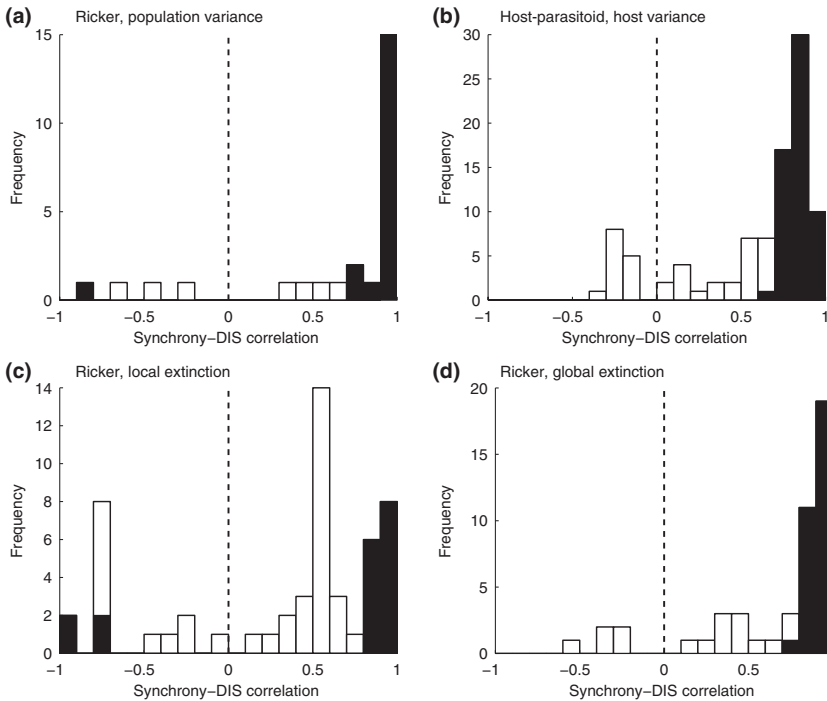 (a) Ricker, population variance
15
10
5
0
Frequency
−1 −0.5 0 0.5 1
Synchrony−DIS correlation
(b) Host-parasitoid, host variance
30
25
20
15
10
5
0
Frequency
−1 −0.5 0 0.5 1
Synchrony−DIS correlation
(c) Ricker, local extinction
14
12
10
8
6
4
2
0
Frequency
−1 −0.5 0 0.5 1
Synchrony−DIS correlation
(d) Ricker, global extinction
20
15
10
5
0
Frequency
−1 −0.5 0 0.5
Synchrony−DIS correlation